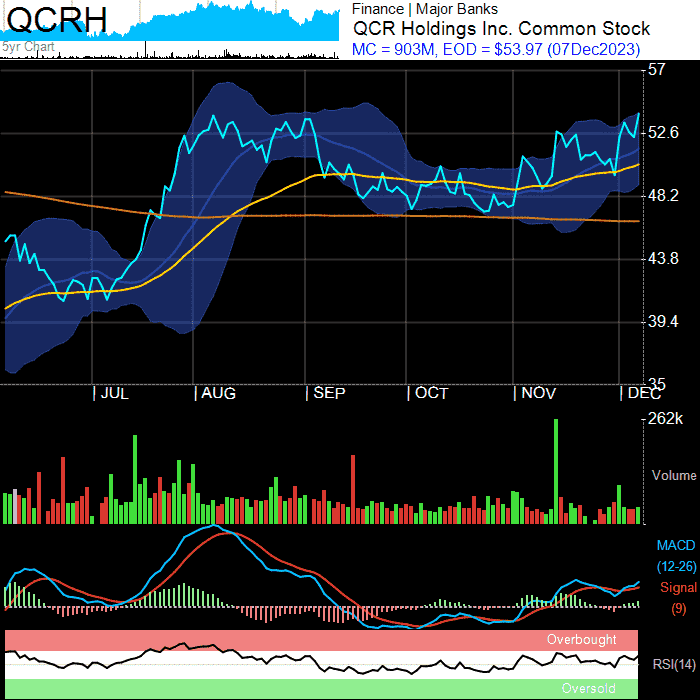 QCRH
5yr Chart
Finance | Major Banks
QCR Holdings Inc. Common Stock
MC = 903M, EOD = $53.97 (07Dec2023)
57
52.6
48.2
43.8
39.4
35
JUL
AUG
SEP
OCT
NOV
DEC
262k
Volume
MACD
(12-26)
Signal
(9)
Overbought
RSI(14)
Oversold